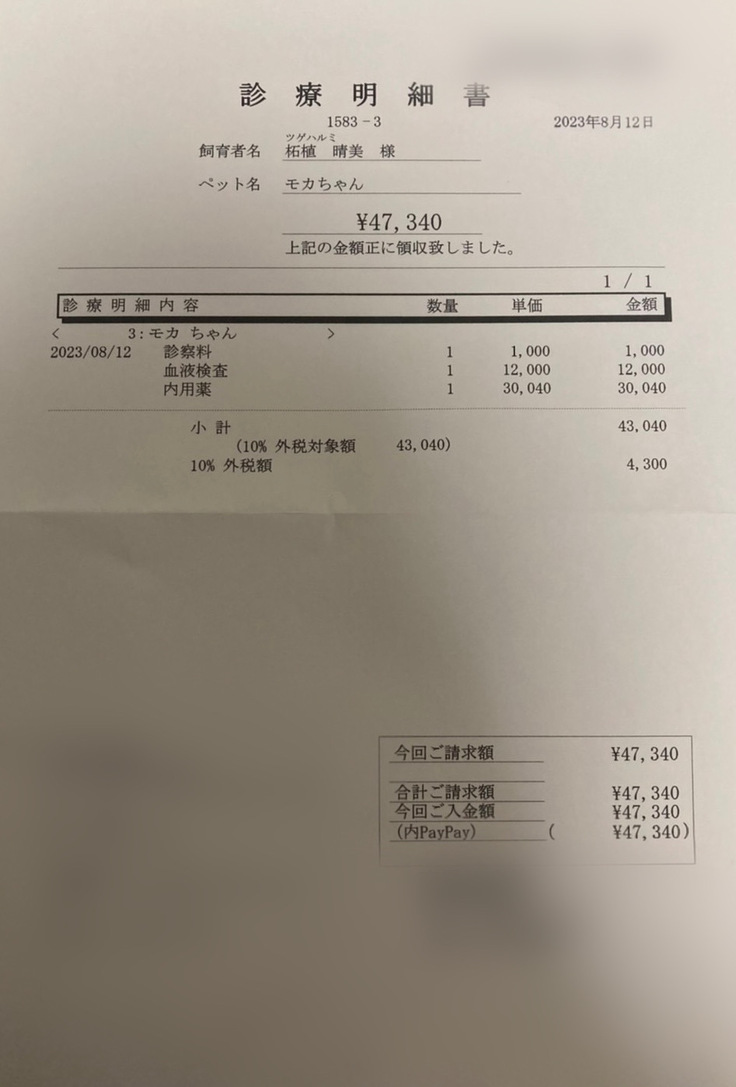 診療明細書
1583-3 2023年8月12日
ツゲハルミ
飼育者名 柘植 晴美 様
ペット名 モカちゃん
¥47,340
上記の金額正に領収致しました。
1 / 1
診療明細内容 数量 単価 金額
< 3:モカ ちゃん >
2023/08/12 診察料 1 1,000 1,000
血液検査 1 12,000 12,000
内用薬 1 30,040 30,040
小 計 43,040
(10% 外税対象額 43,040)
10% 外税額 4,300
今回ご請求額 ¥47,340
合計ご請求額 ¥47,340
今回ご入金額 ¥47,340
(内PayPay) ( ¥47,340)